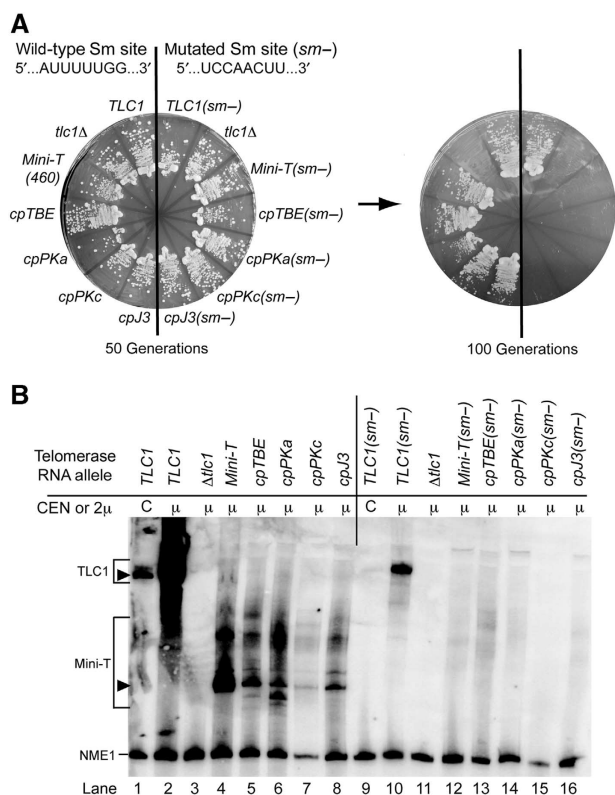 A
Wild-type Sm site
5′...AUUUUUGG...3′
Mutated Sm site (sm–)
5′...UCCAACUU...3′
TLC1
TLC1(sm–)
tlc1Δ
tlc1Δ
Mini-T
(460)
Mini-T(sm–)
cpTBE
cpTBE(sm–)
cpPKa
cpPKa(sm–)
cpPKc
cpPKc(sm–)
cpJ3
cpJ3(sm–)
50 Generations
100 Generations
B
Telomerase
RNA allele
TLC1 TLC1 Δtlc1 Mini-T cpTBE cpPKa cpPKc cpJ3 TLC1(sm–) TLC1(sm–) Δtlc1 Mini-T(sm–) cpTBE(sm–) cpPKa(sm–) cpPKc(sm–) cpJ3(sm–)
CEN or 2μ C μ μ μ μ μ μ μ C μ μ μ μ μ μ μ
TLC1
Mini-T
NME1
Lane 1 2 3 4 5 6 7 8 9 10 11 12 13 14 15 16